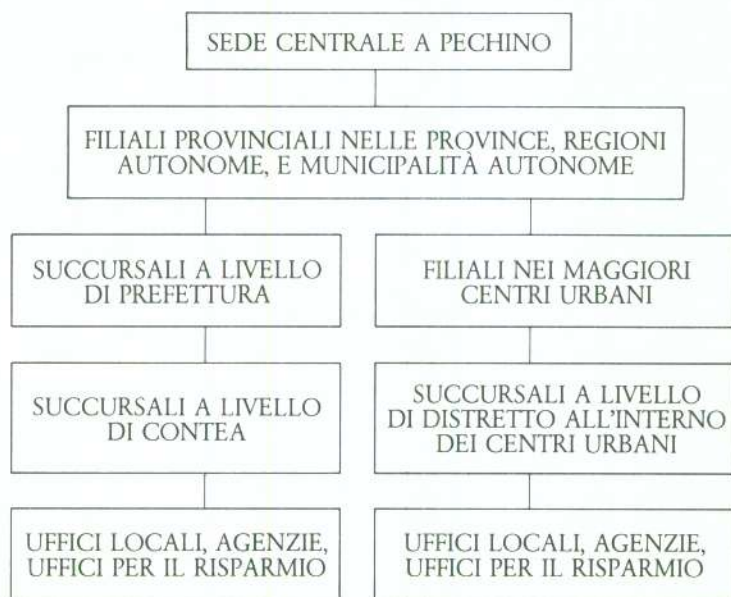 SEDE CENTRALE A PECHINO
FILIALI PROVINCIALI NELLE PROVINCE, REGIONI
AUTONOME, E MUNICIPALITÀ AUTONOME
SUCCURSALI A LIVELLO
DI PREFETTURA
FILIALI NEI MAGGIORI
CENTRI URBANI
SUCCURSALI A LIVELLO
DI CONTEA
SUCCURSALI A LIVELLO
DI DISTRETTO ALL'INTERNO
DEI CENTRI URBANI
UFFICI LOCALI, AGENZIE,
UFFICI PER IL RISPARMIO
UFFICI LOCALI, AGENZIE,
UFFICI PER IL RISPARMIO